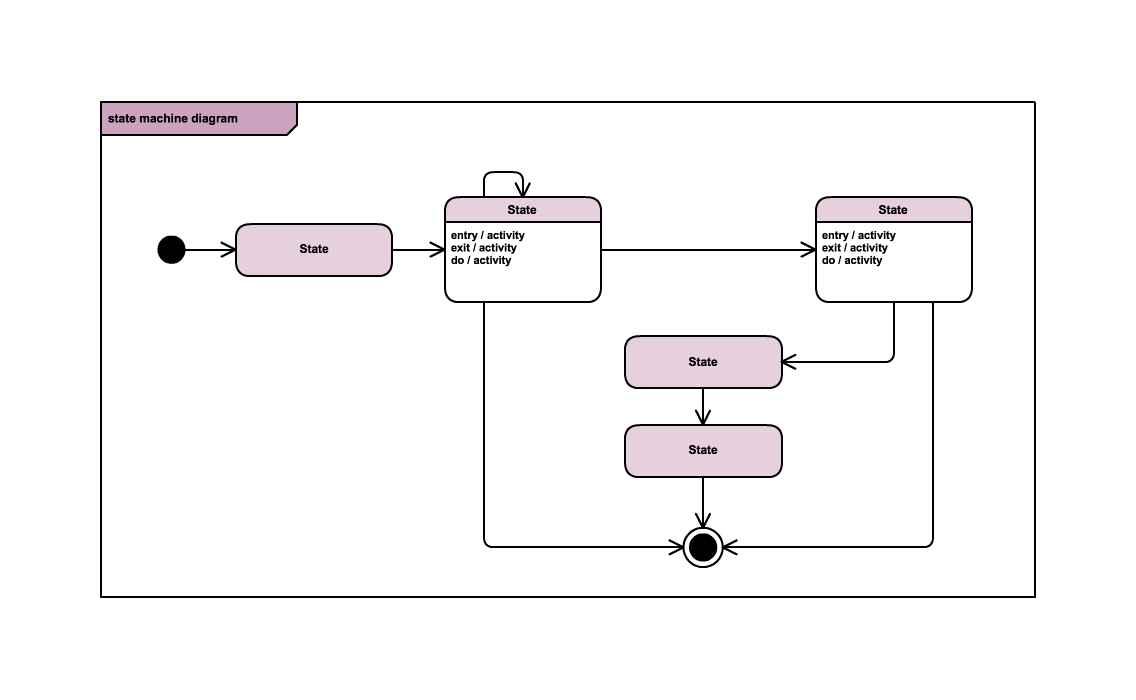 state machine diagram
State
State
entry / activity
exit / activity
do / activity
State
entry / activity
exit / activity
do / activity
State
State